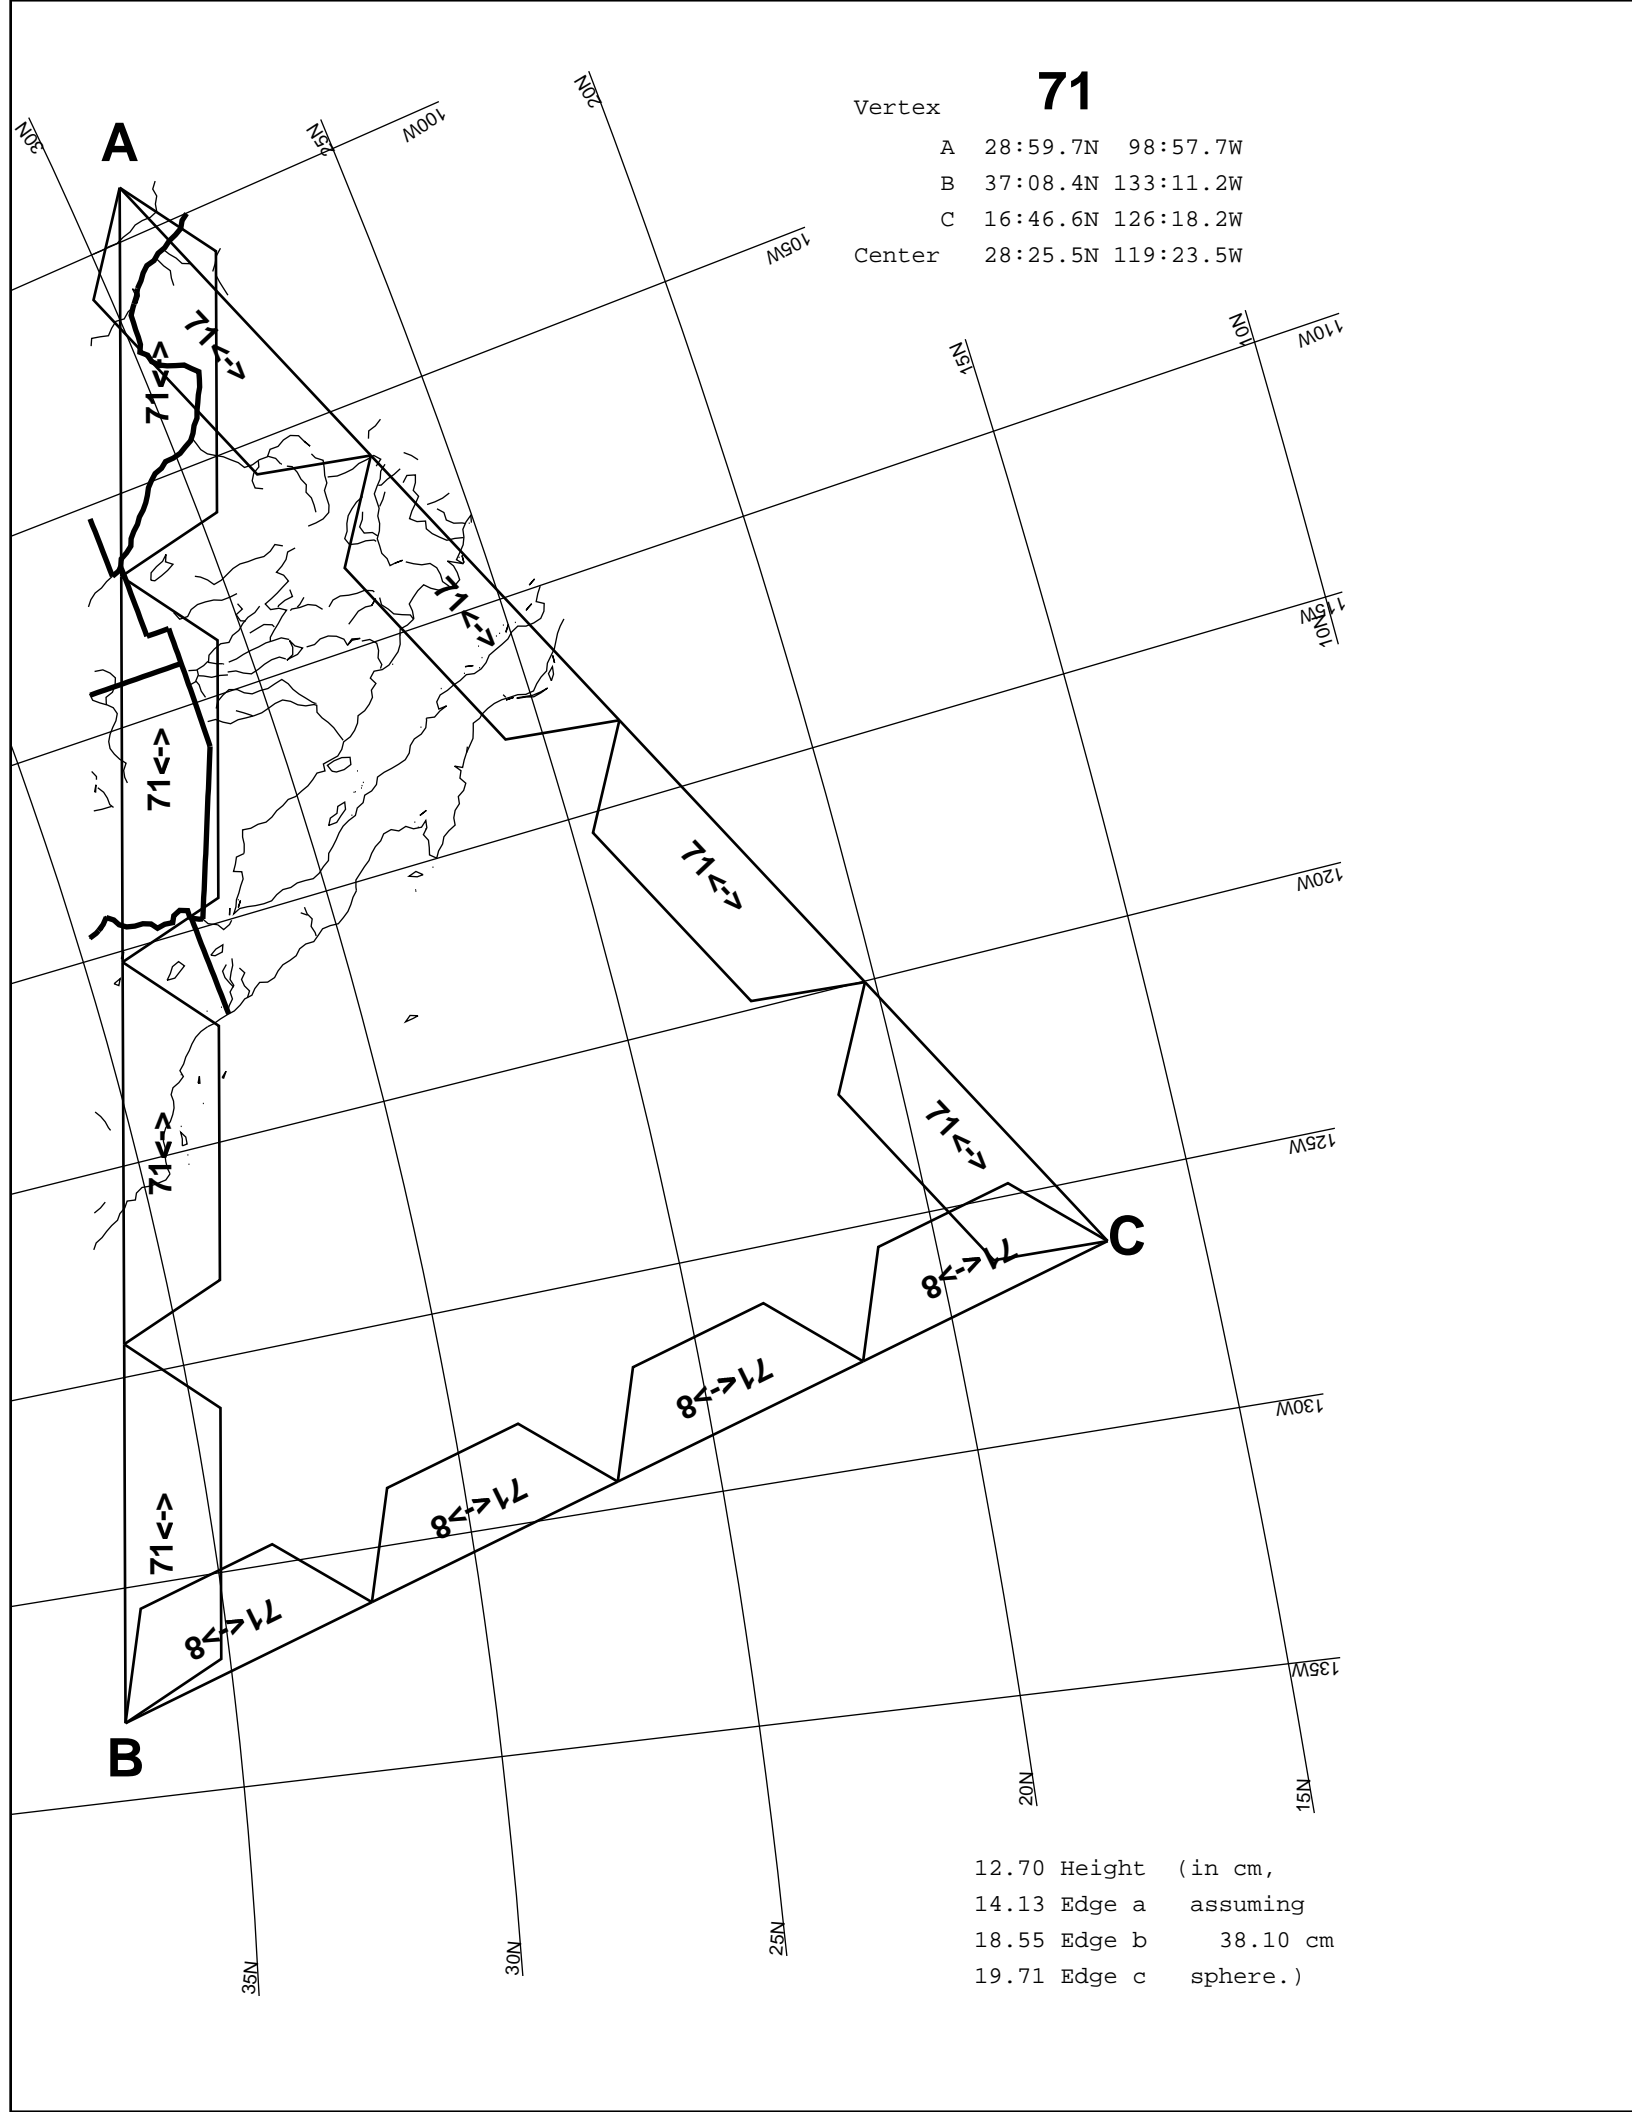 71
Vertex
A 28:59.7N 98:57.7W
B 37:08.4N 133:11.2W
C 16:46.6N 126:18.2W
Center 28:25.5N 119:23.5W
30N
A
25N
100W
20N
105W
15N
10N
110W
71<->
71<->
71<->
115W
10N
71<->
71<->
120W
71<->
71<->
125W
C
71<->8
71<->8
130W
71<->8
71<->
71<->8
135W
B
20N
15N
25N
30N
35N
12.70 Height (in cm,
14.13 Edge a assuming
18.55 Edge b 38.10 cm
19.71 Edge c sphere.)